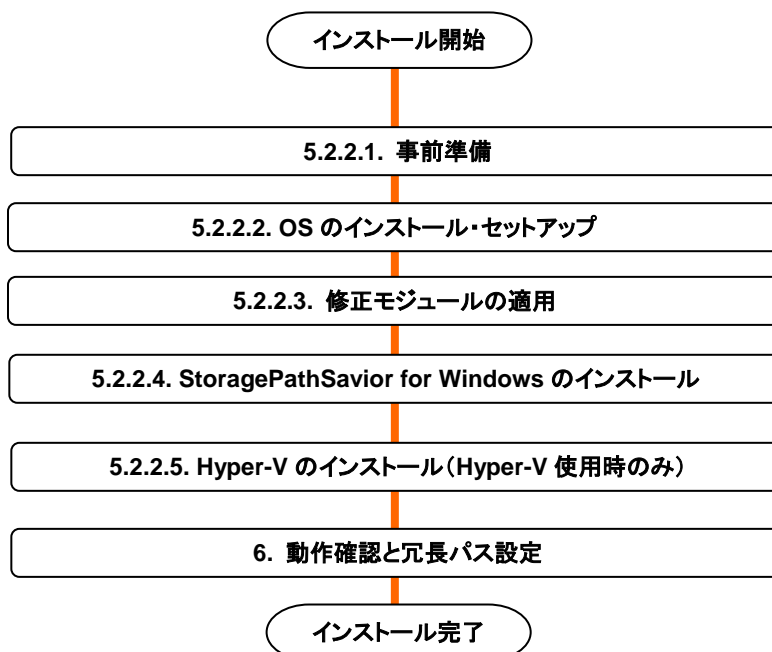 インストール開始
5.2.2.1. 事前準備
5.2.2.2. OS のインストール・セットアップ
5.2.2.3. 修正モジュールの適用
5.2.2.4. StoragePathSavior for Windows のインストール
5.2.2.5. Hyper-V のインストール(Hyper-V 使用時のみ)
6. 動作確認と冗長パス設定
インストール完了